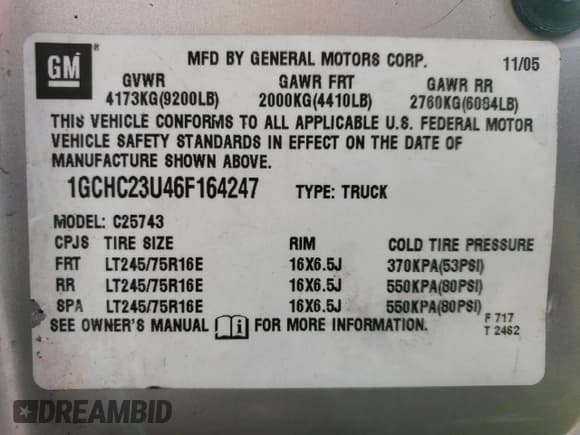 GM
®
MFD BY GENERAL MOTORS CORP. 11/05
GVWR GAWR FRT GAWR RR
4173KG(9200LB) 2000KG(4410LB) 2760KG(6084LB)
THIS VEHICLE CONFORMS TO ALL APPLICABLE U.S. FEDERAL MOTOR
VEHICLE SAFETY STANDARDS IN EFFECT ON THE DATE OF
MANUFACTURE SHOWN ABOVE.
1GCHC23U46F164247 TYPE: TRUCK
MODEL: C25743
CPJS TIRE SIZE RIM COLD TIRE PRESSURE
FRT LT245/75R16E 16X6.5J 370KPA(53PSI)
RR LT245/75R16E 16X6.5J 550KPA(80PSI)
SPA LT245/75R16E 16X6.5J 550KPA(80PSI)
SEE OWNER'S MANUAL FOR MORE INFORMATION.
F 717
T 2462
DREAMBID